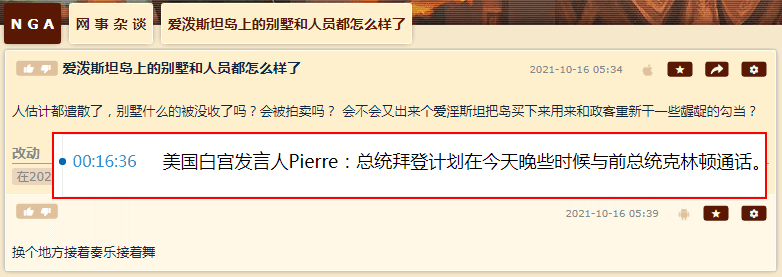 NGA 网事杂谈 爱泼斯坦岛上的别墅和人员都怎么样了
爱泼斯坦岛上的别墅和人员都怎么样了 2021-10-16 05:34
人估计都遣散了，别墅什么的被没收了吗？会被拍卖吗？ 会不会又出来个爱淫斯坦把岛买下来用来和政客重新干一些龌龊的勾当？
改动
00:16:36 美国白宫发言人Pierre：总统拜登计划在今天晚些时候与前总统克林顿通话。
在202
2021-10-16 05:39
换个地方接着奏乐接着舞